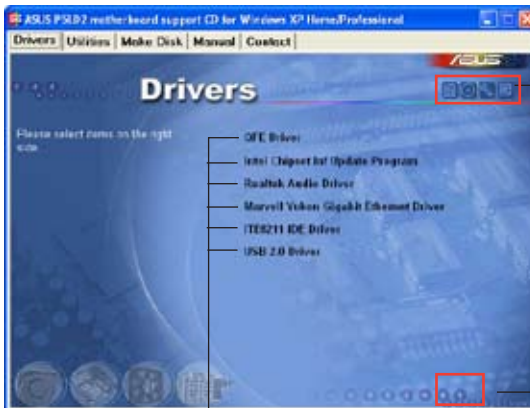 ASUS P5LD2 motherboard support CD for Windows XP Home/Professional
Drivers Utilities Make Disk Manual Contact
ASUS
Drivers
Please select items on the right side.
QFE Driver
Intel Chipset Inf Update Program
Realtek Audio Driver
Marvell Yukon Gigabit Ethernet Driver
ITE8211 IDE Driver
USB 2.0 Driver